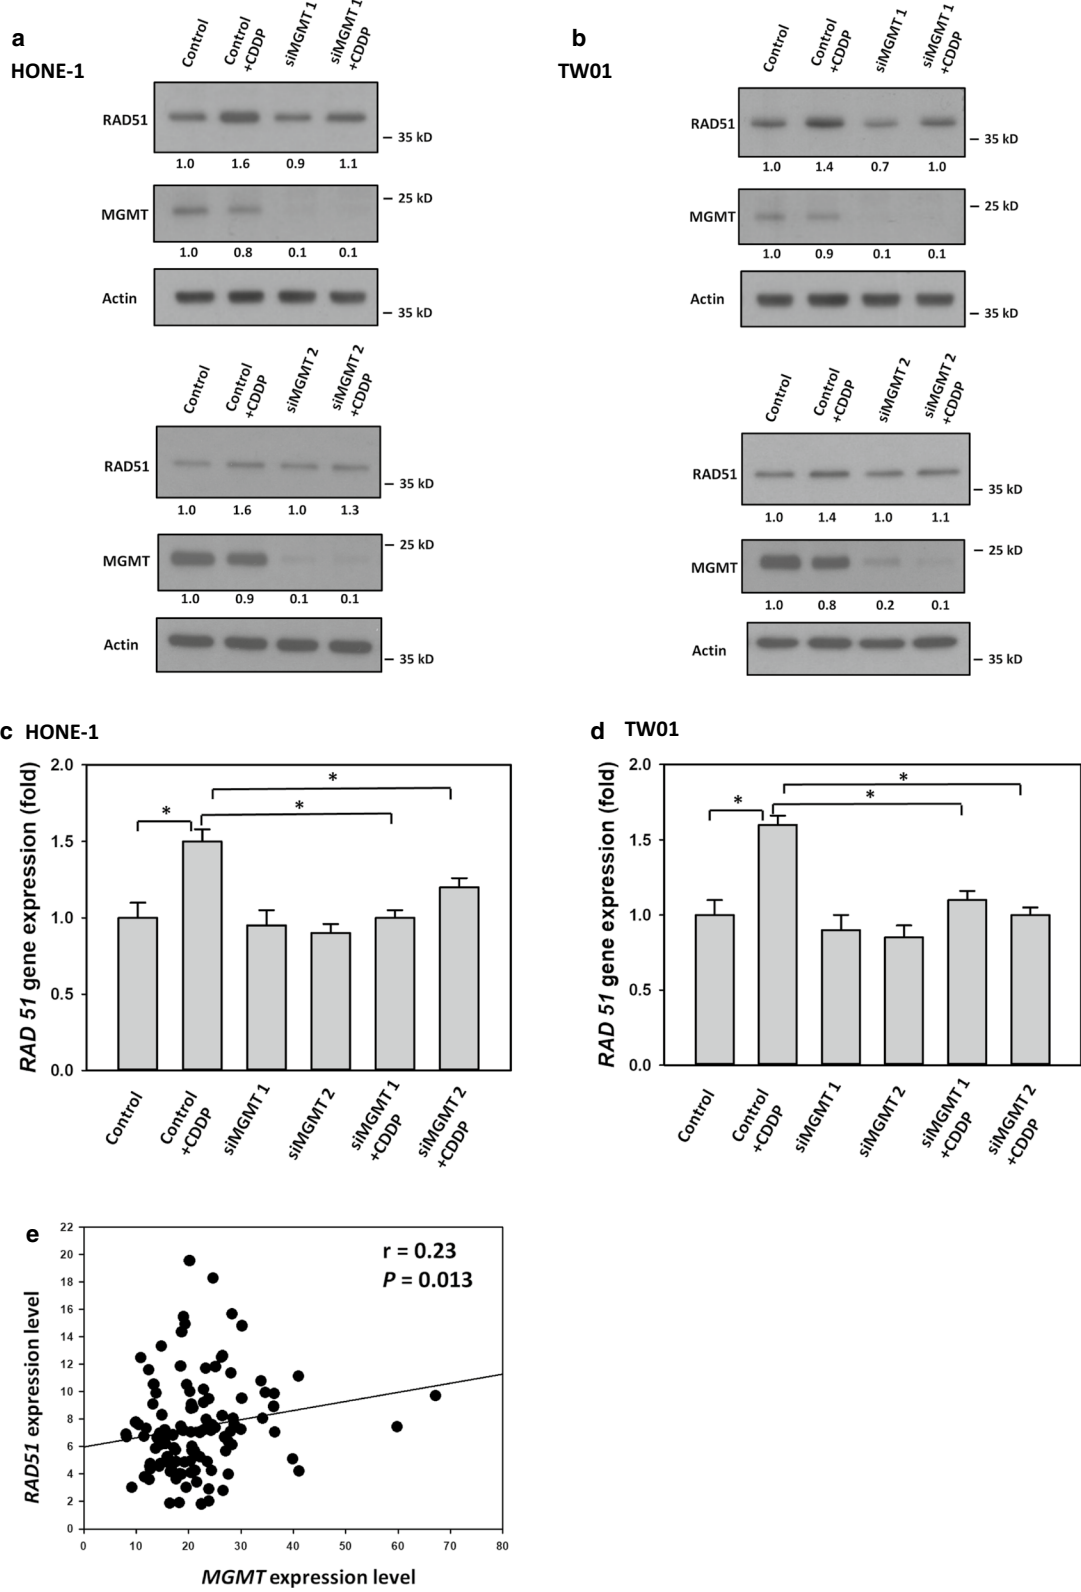 a
HONE-1
Control
Control +CDDP
siMGMT 1
siMGMT 1 +CDDP
RAD51
35 kD
1.0 1.6 0.9 1.1
MGMT
25 kD
1.0 0.8 0.1 0.1
Actin
35 kD
Control
Control +CDDP
siMGMT 2
siMGMT 2 +CDDP
RAD51
35 kD
1.0 1.6 1.0 1.3
MGMT
25 kD
1.0 0.9 0.1 0.1
Actin
35 kD
b
TW01
Control
Control +CDDP
siMGMT 1
siMGMT 1 +CDDP
RAD51
35 kD
1.0 1.4 0.7 1.0
MGMT
25 kD
1.0 0.9 0.1 0.1
Actin
35 kD
Control
Control +CDDP
siMGMT 2
siMGMT 2 +CDDP
RAD51
35 kD
1.0 1.4 1.0 1.1
MGMT
25 kD
1.0 0.8 0.2 0.1
Actin
35 kD
c HONE-1
RAD 51 gene expression (fold)
2.0
1.5
1.0
0.5
0.0
*
*
*
Control
Control +CDDP
siMGMT 1
siMGMT 2
siMGMT 1 +CDDP
siMGMT 2 +CDDP
d TW01
RAD 51 gene expression (fold)
2.0
1.5
1.0
0.5
0.0
*
*
*
Control
Control +CDDP
siMGMT 1
siMGMT 2
siMGMT 1 +CDDP
siMGMT 2 +CDDP
e
RAD51 expression level
22
20
18
16
14
12
10
8
6
4
2
0
r = 0.23
P = 0.013
0 10 20 30 40 50 60 70 80
MGMT expression level